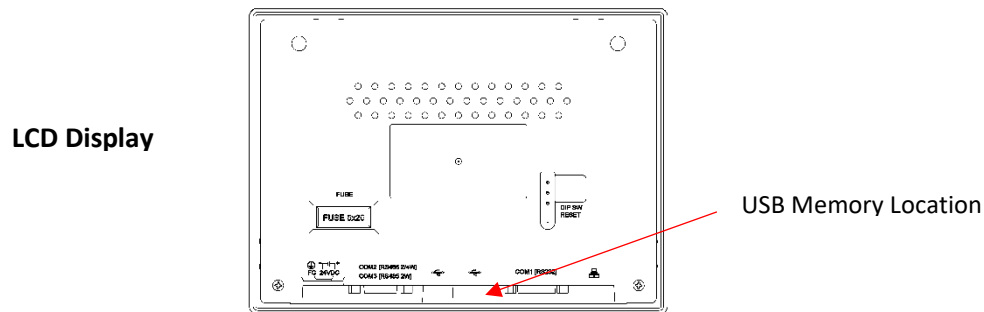 LCD Display
FUSE
FUSE 5x20
DIP SW
RESET
USB Memory Location
FG 24VDC
COM2 [RS485 2/4W]
COM3 [RS485 2W]
COM1 [RS232]